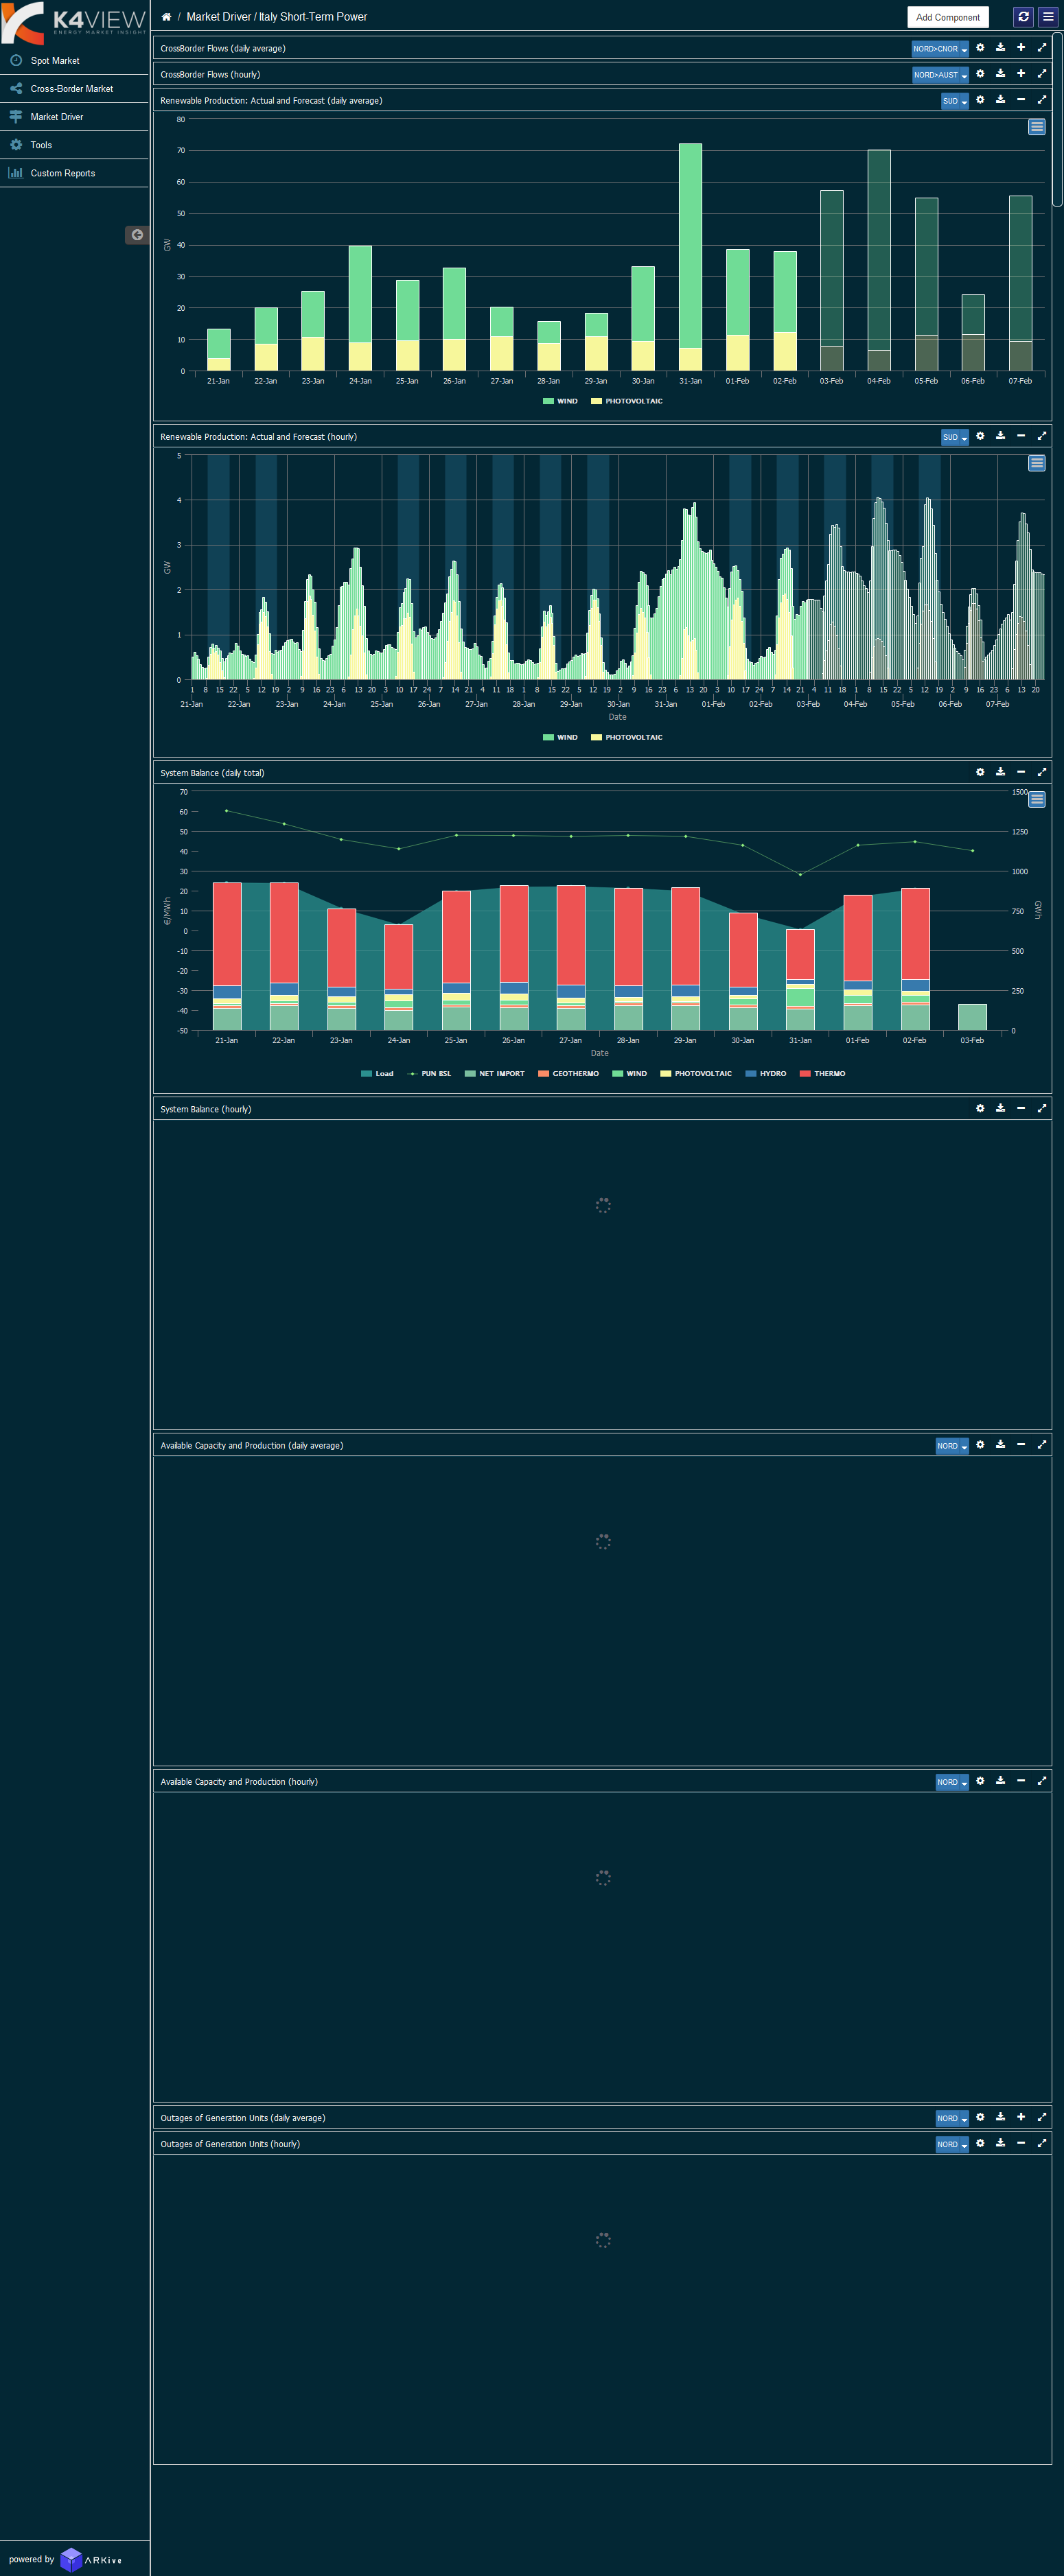 K4VIEW
ENERGY MARKET INSIGHT
Spot Market
Cross-Border Market
Market Driver
Tools
Custom Reports
/ Market Driver / Italy Short-Term Power
Add Component
CrossBorder Flows (daily average)
NORD>CNOR
CrossBorder Flows (hourly)
NORD>AUST
Renewable Production: Actual and Forecast (daily average)
SUD
80
70
60
50
40
30
20
10
0
GW
21-Jan 22-Jan 23-Jan 24-Jan 25-Jan 26-Jan 27-Jan 28-Jan 29-Jan 30-Jan 31-Jan 01-Feb 02-Feb 03-Feb 04-Feb 05-Feb 06-Feb 07-Feb
WIND PHOTOVOLTAIC
Renewable Production: Actual and Forecast (hourly)
SUD
5
4
3
2
1
0
GW
1 8 15 22 5 12 19 2 9 16 23 6 13 20 3 10 17 24 7 14 21 4 11 18 1 8 15 22 5 12 19 2 9 16 23 6 13 20 3 10 17 24 7 14 21 4 11 18 1 8 15 22 5 12 19 2 9 16 23 6 13 20
21-Jan 22-Jan 23-Jan 24-Jan 25-Jan 26-Jan 27-Jan 28-Jan 29-Jan 30-Jan 31-Jan 01-Feb 02-Feb 03-Feb 04-Feb 05-Feb 06-Feb 07-Feb
Date
WIND PHOTOVOLTAIC
System Balance (daily total)
70
60
50
40
30
20
10
0
-10
-20
-30
-40
-50
€/MWh
1500
1250
1000
750
500
250
0
GWh
21-Jan 22-Jan 23-Jan 24-Jan 25-Jan 26-Jan 27-Jan 28-Jan 29-Jan 30-Jan 31-Jan 01-Feb 02-Feb 03-Feb
Date
Load PUN BSL NET IMPORT GEOTHERMO WIND PHOTOVOLTAIC HYDRO THERMO
System Balance (hourly)
Available Capacity and Production (daily average)
NORD
Available Capacity and Production (hourly)
NORD
Outages of Generation Units (daily average)
NORD
Outages of Generation Units (hourly)
NORD
powered by ARKive